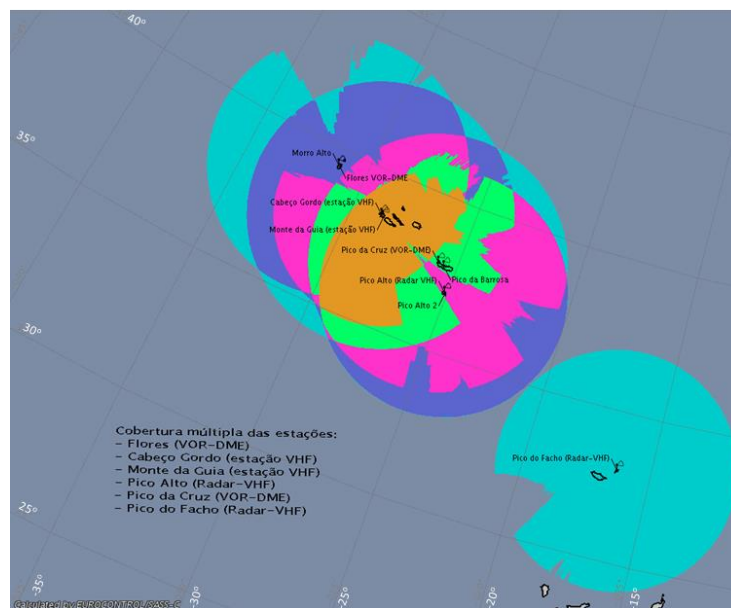 40°
35°
Morro Alto
Flores VOR-DME
Cabeço Gordo (estação VHF)
Monte da Guia (estação VHF)
Pico da Cruz (VOR-DME)
Pico Alto (Radar VHF)
Pico da Barrosa
Pico Alto 2
30°
Cobertura múltipla das estações:
- Flores (VOR-DME)
- Cabeço Gordo (estação VHF)
- Monte da Guia (estação VHF)
- Pico Alto (Radar-VHF)
- Pico da Cruz (VOR-DME)
- Pico do Facho (Radar-VHF)
Pico do Facho (Radar-VHF)
25°
-35°
-30°
-25°
-20°
-15°
Calculated by EUROCONTROL/SASS-C